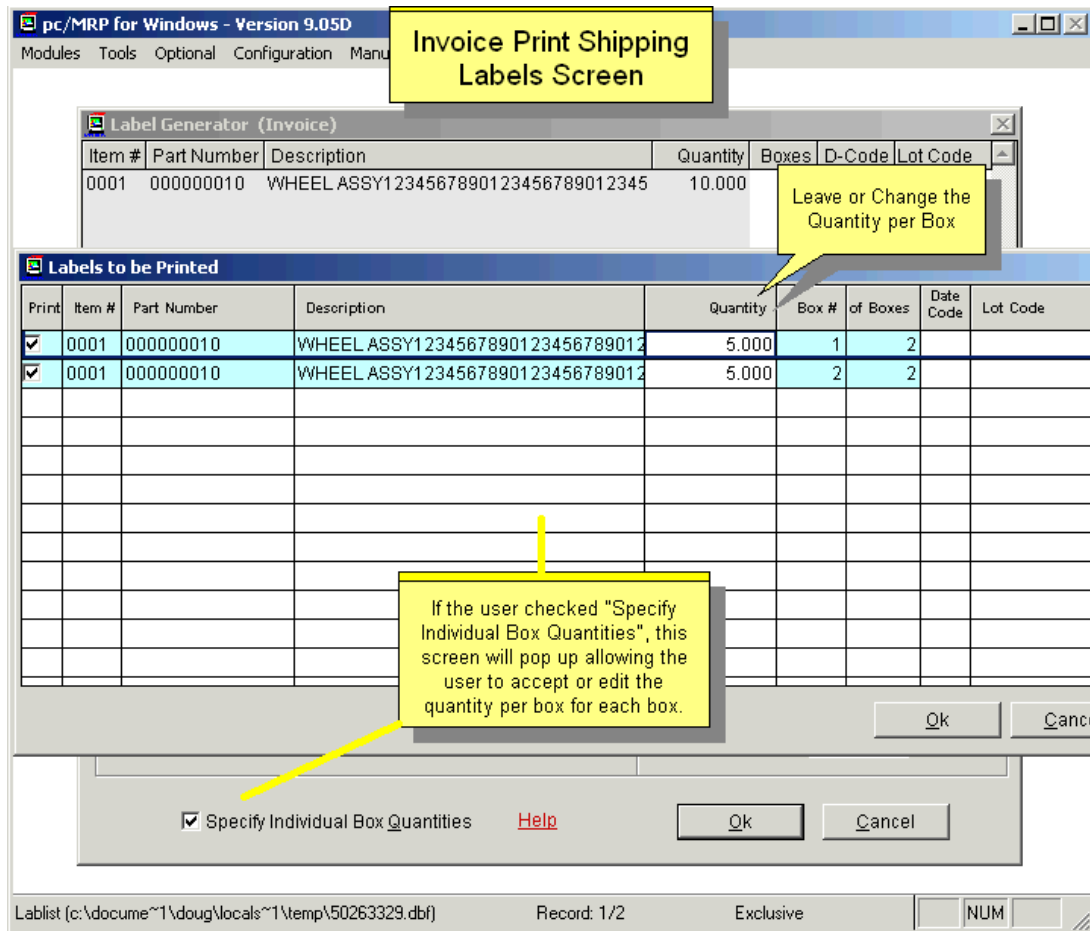 pc/MRP for Windows - Version 9.05D
Modules Tools Optional Configuration
Invoice Print Shipping
Labels Screen
Label Generator (Invoice)
Item # Part Number Description Quantity Boxes D-Code Lot Code
0001 000000010 WHEEL ASSY1234567890123456789012345 10.000
Leave or Change the
Quantity per Box
Labels to be Printed
Print Item # Part Number Description Quantity Box # of Boxes Date Code Lot Code
0001 000000010 WHEEL ASSY1234567890123456789012 5.000 1 2
0001 000000010 WHEEL ASSY1234567890123456789012 5.000 2 2
If the user checked "Specify
Individual Box Quantities", this
screen will pop up allowing the
user to accept or edit the
quantity per box for each box.
Ok Canc
Specify Individual Box Quantities Help Ok Cancel
Lablist (c:\docume~1\doug\locals~1\temp\50263329.dbf) Record: 1/2 Exclusive NUM